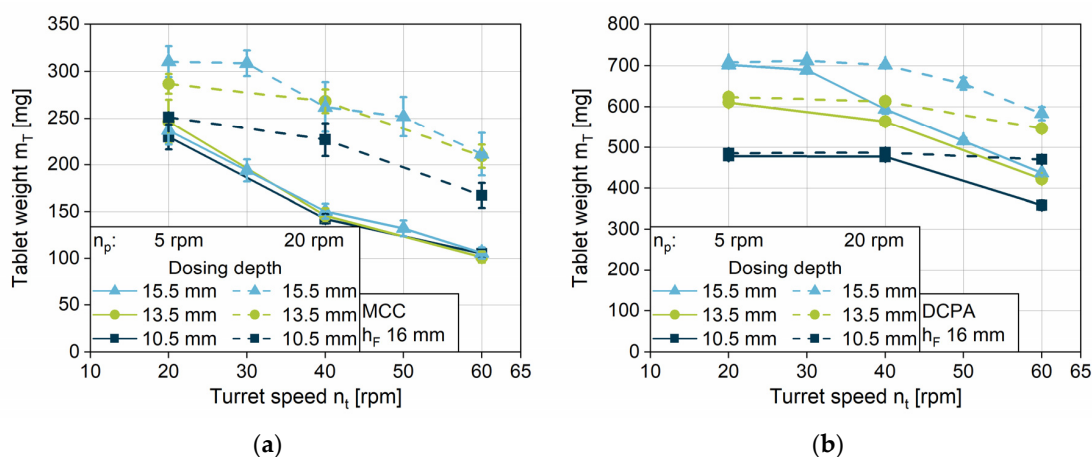 350
300
250
200
150
100
50
0
Tablet weight m_T [mg]
n_p: 5 rpm 20 rpm
Dosing depth
15.5 mm 15.5 mm
13.5 mm 13.5 mm
10.5 mm 10.5 mm
MCC
h_F 16 mm
10 20 30 40 50 60 65
Turret speed n_t [rpm]
(a)
800
700
600
500
400
300
200
100
0
Tablet weight m_T [mg]
n_p: 5 rpm 20 rpm
Dosing depth
15.5 mm 15.5 mm
13.5 mm 13.5 mm
10.5 mm 10.5 mm
DCPA
h_F 16 mm
10 20 30 40 50 60 65
Turret speed n_t [rpm]
(b)